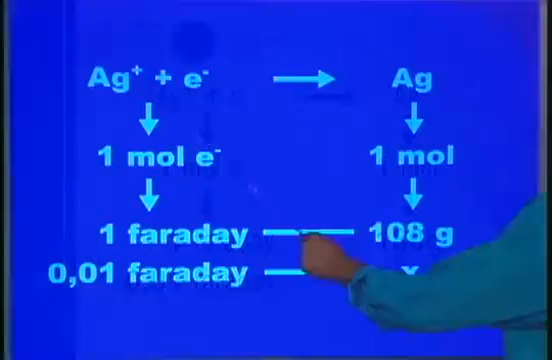 Ag⁺ + e⁻ → Ag
1 mol e⁻ 1 mol
1 faraday — 108 g
0,01 faraday — x